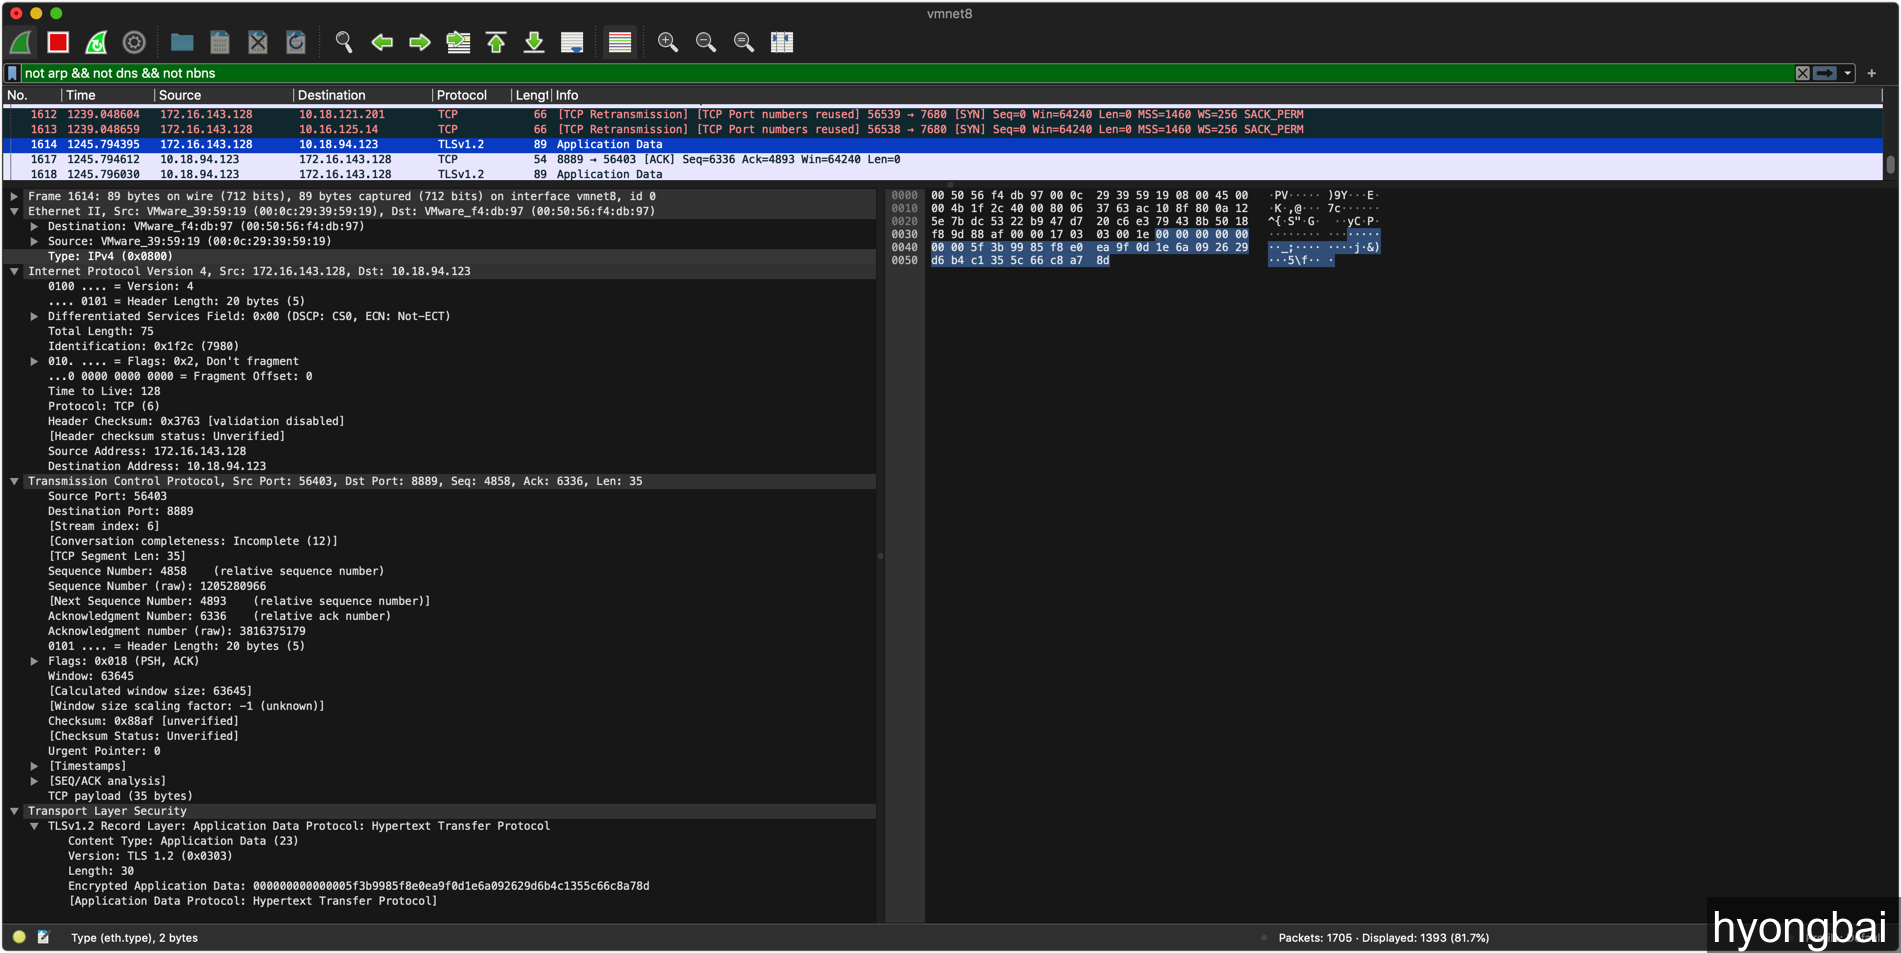 vmnet8
not arp && not dns && not nbns
No. Time Source Destination Protocol Lengt Info
1612 1239.048604 172.16.143.128 10.18.121.201 TCP 66 [TCP Retransmission] [TCP Port numbers reused] 56539 → 7680 [SYN] Seq=0 Win=64240 Len=0 MSS=1460 WS=256 SACK_PERM
1613 1239.048659 172.16.143.128 10.16.125.14 TCP 66 [TCP Retransmission] [TCP Port numbers reused] 56538 → 7680 [SYN] Seq=0 Win=64240 Len=0 MSS=1460 WS=256 SACK_PERM
1614 1245.794395 172.16.143.128 10.18.94.123 TLSv1.2 89 Application Data
1617 1245.794612 10.18.94.123 172.16.143.128 TCP 54 8889 → 56403 [ACK] Seq=6336 Ack=4893 Win=64240 Len=0
1618 1245.796030 10.18.94.123 172.16.143.128 TLSv1.2 89 Application Data
Frame 1614: 89 bytes on wire (712 bits), 89 bytes captured (712 bits) on interface vmnet8, id 0
Ethernet II, Src: VMware_39:59:19 (00:0c:29:39:59:19), Dst: VMware_f4:db:97 (00:50:56:f4:db:97)
Destination: VMware_f4:db:97 (00:50:56:f4:db:97)
Source: VMware_39:59:19 (00:0c:29:39:59:19)
Type: IPv4 (0x0800)
Internet Protocol Version 4, Src: 172.16.143.128, Dst: 10.18.94.123
0100 .... = Version: 4
.... 0101 = Header Length: 20 bytes (5)
Differentiated Services Field: 0x00 (DSCP: CS0, ECN: Not-ECT)
Total Length: 75
Identification: 0x1f2c (7980)
010. .... = Flags: 0x2, Don't fragment
...0 0000 0000 0000 = Fragment Offset: 0
Time to Live: 128
Protocol: TCP (6)
Header Checksum: 0x3763 [validation disabled]
[Header checksum status: Unverified]
Source Address: 172.16.143.128
Destination Address: 10.18.94.123
Transmission Control Protocol, Src Port: 56403, Dst Port: 8889, Seq: 4858, Ack: 6336, Len: 35
Source Port: 56403
Destination Port: 8889
[Stream index: 6]
[Conversation completeness: Incomplete (12)]
[TCP Segment Len: 35]
Sequence Number: 4858 (relative sequence number)
Sequence Number (raw): 1205280966
[Next Sequence Number: 4893 (relative sequence number)]
Acknowledgment Number: 6336 (relative ack number)
Acknowledgment number (raw): 3816375179
0101 .... = Header Length: 20 bytes (5)
Flags: 0x018 (PSH, ACK)
Window: 63645
[Calculated window size: 63645]
[Window size scaling factor: -1 (unknown)]
Checksum: 0x88af [unverified]
[Checksum Status: Unverified]
Urgent Pointer: 0
[Timestamps]
[SEQ/ACK analysis]
TCP payload (35 bytes)
Transport Layer Security
TLSv1.2 Record Layer: Application Data Protocol: Hypertext Transfer Protocol
Content Type: Application Data (23)
Version: TLS 1.2 (0x0303)
Length: 30
Encrypted Application Data: 000000000000005f3b9985f8e0ea9f0d1e6a092629d6b4c1355c66c8a78d
[Application Data Protocol: Hypertext Transfer Protocol]
0000 00 50 56 f4 db 97 00 0c 29 39 59 19 08 00 45 00 ·PV····· )9Y···E·
0010 00 4b 1f 2c 40 00 80 06 37 63 ac 10 8f 80 0a 12 ·K·,@··· 7c······
0020 5e 7b dc 53 22 b9 47 d7 20 c6 e3 79 43 8b 50 18 ^{·S"·G· ··yC·P·
0030 f8 9d 88 af 00 00 17 03 03 00 1e 00 00 00 00 00 ········ ········
0040 00 00 5f 3b 99 85 f8 e0 ea 9f 0d 1e 6a 09 26 29 ··_;···· ····j·&)
0050 d6 b4 c1 35 5c 66 c8 a7 8d ···5\f·· ·
Type (eth.type), 2 bytes
Packets: 1705 · Displayed: 1393 (81.7%)
hyongbai